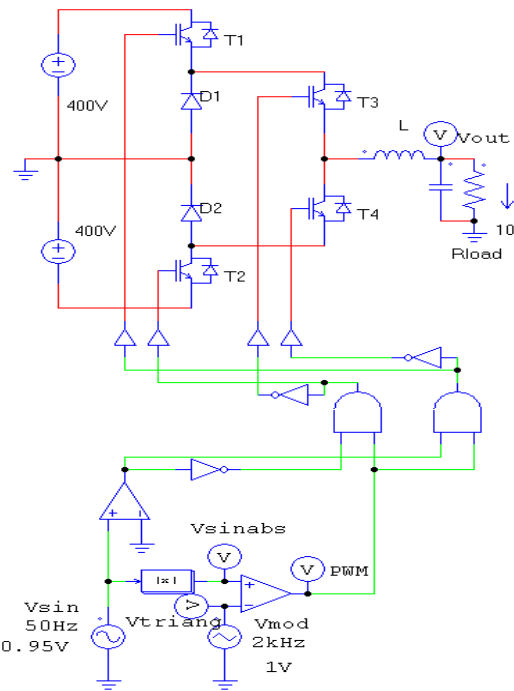 T1
400V
D1
T3
L
V
Vout
D2
400V
T4
10
Rload
T2
Vsinabs
V
V
PWM
|x|
Vsin
50Hz
0.95V
V
Vtriang
Vmod
2kHz
1V